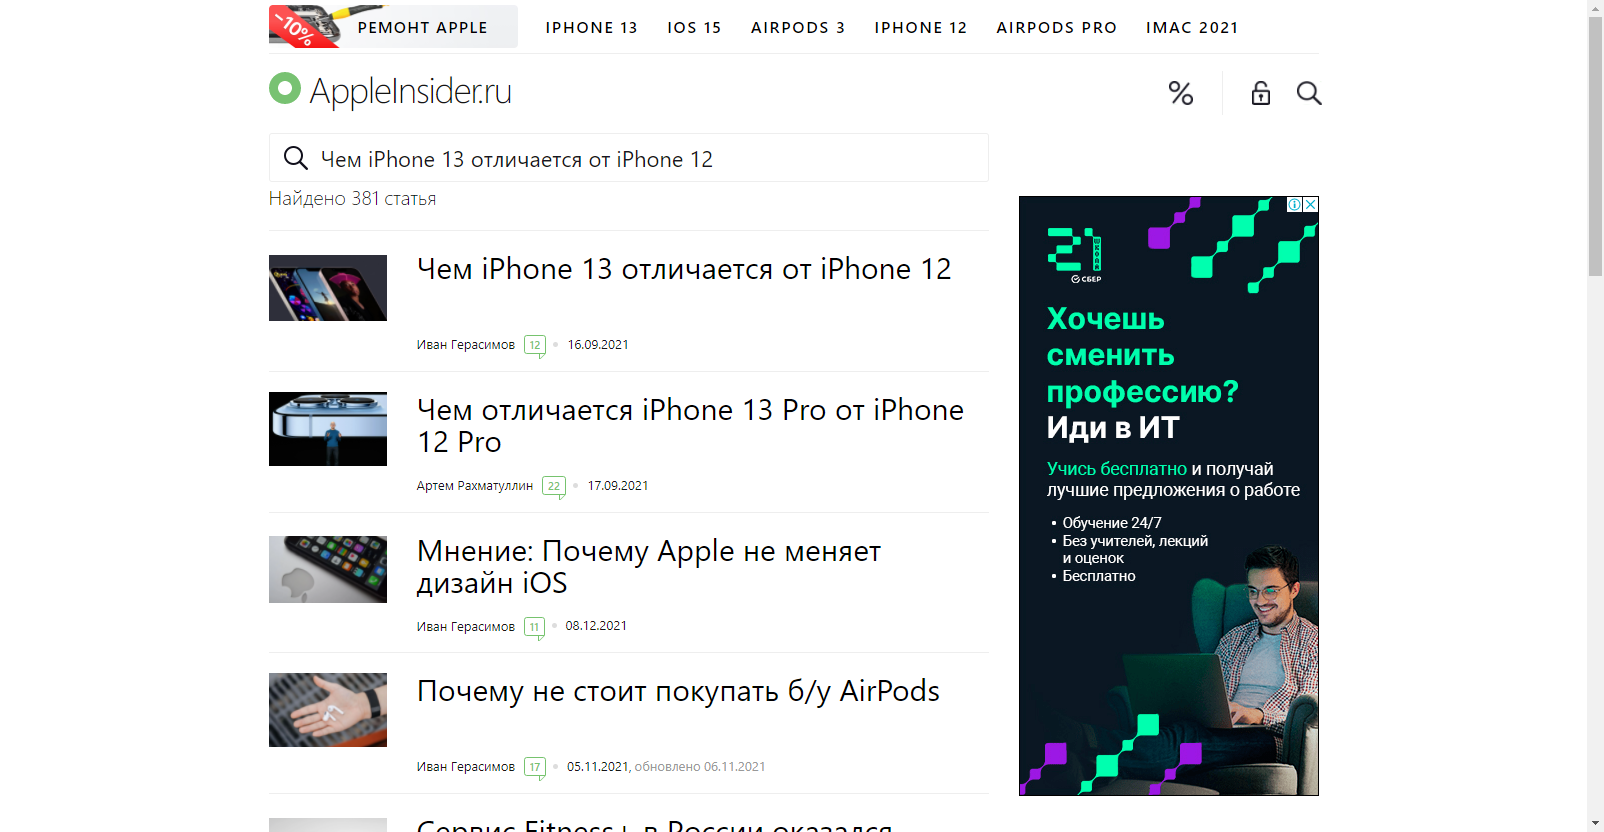 -10%
РЕМОНТ APPLE
IPHONE 13
IOS 15
AIRPODS 3
IPHONE 12
AIRPODS PRO
IMAC 2021
AppleInsider.ru
Чем iPhone 13 отличается от iPhone 12
Найдено 381 статья
Чем iPhone 13 отличается от iPhone 12
Иван Герасимов 12 16.09.2021
Чем отличается iPhone 13 Pro от iPhone
12 Pro
Артем Рахматуллин 22 17.09.2021
Мнение: Почему Apple не меняет
дизайн iOS
Иван Герасимов 11 08.12.2021
Почему не стоит покупать б/у AirPods
Иван Герасимов 17 05.11.2021, обновлено 06.11.2021
Сервис Fitness+ в России оказался
21 ШКОЛА
СБЕР
Хочешь
сменить
профессию?
Иди в ИТ
Учись бесплатно и получай
лучшие предложения о работе
• Обучение 24/7
• Без учителей, лекций
и оценок
• Бесплатно